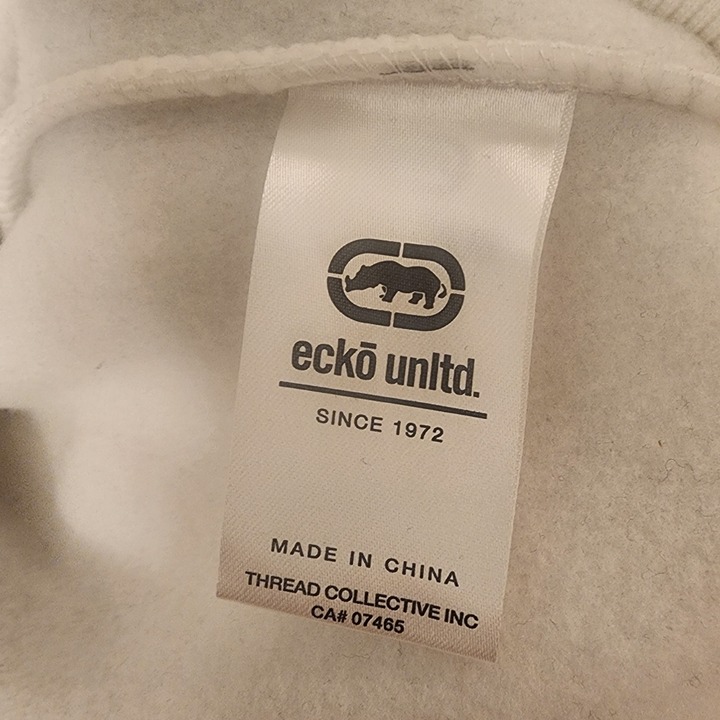 eckō unltd.
SINCE 1972
MADE IN CHINA
THREAD COLLECTIVE INC
CA# 07465